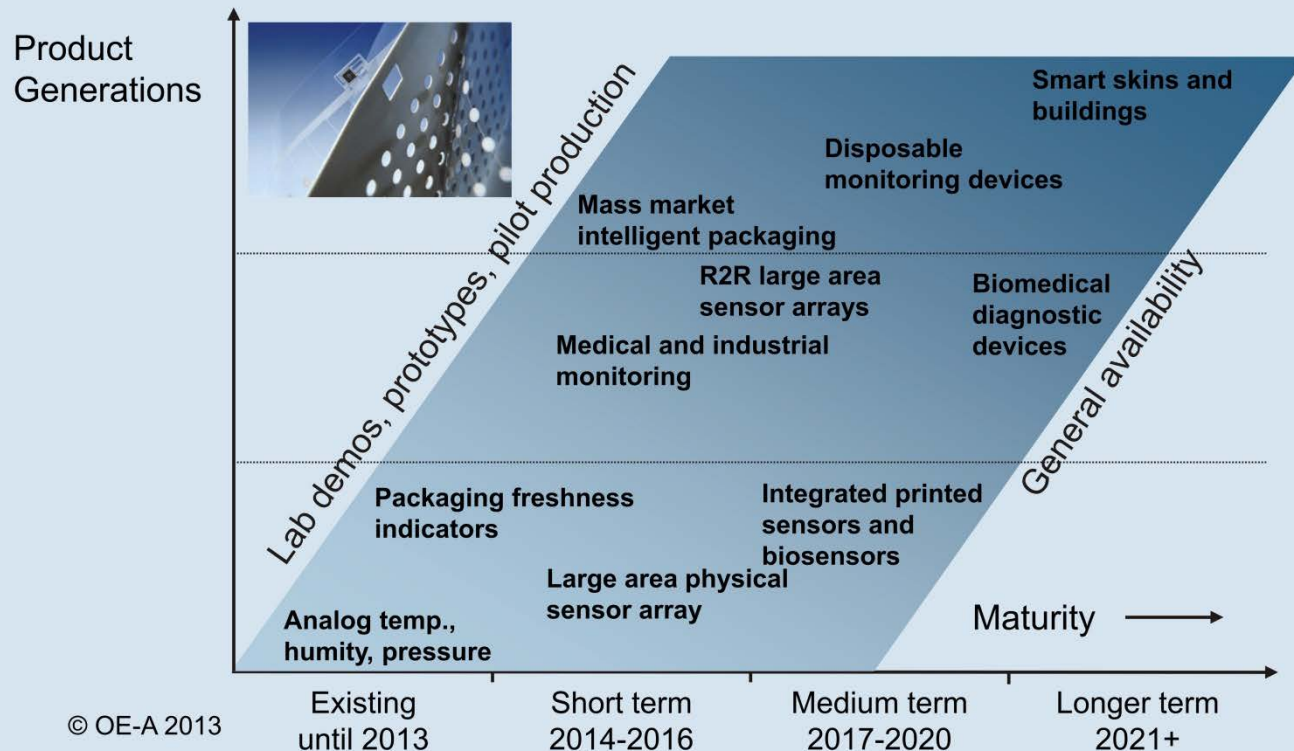 Product
Generations
Lab demos, prototypes, pilot production
Smart skins and
buildings
Disposable
monitoring devices
Mass market
intelligent packaging
R2R large area
sensor arrays
Biomedical
diagnostic
devices
Medical and industrial
monitoring
General availability
Packaging freshness
indicators
Integrated printed
sensors and
biosensors
Large area physical
sensor array
Analog temp.,
humity, pressure
Maturity
Existing
until 2013
Short term
2014-2016
Medium term
2017-2020
Longer term
2021+
© OE-A 2013